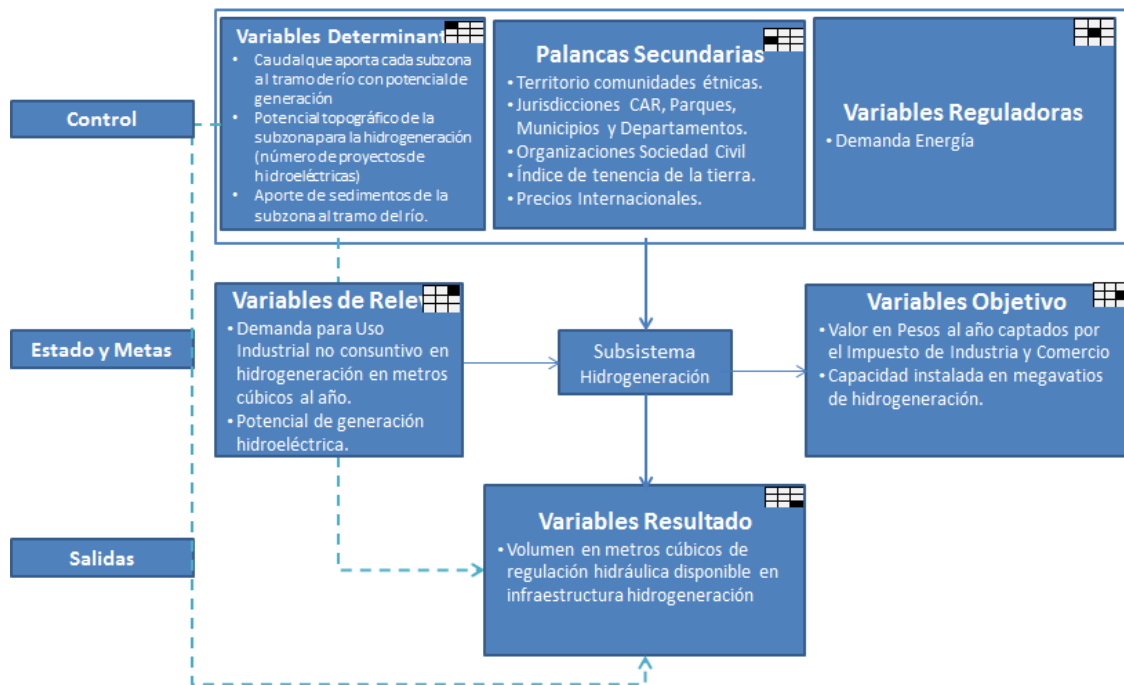 Variables Determinant
• Caudal que aporta cada subzona
al tramo de río con potencial de
generación
• Potencial topográfico de la
subzona para la hidrogeneración
(número de proyectos de
hidroeléctricas)
• Aporte de sedimentos de la
subzona al tramo del río.
Palancas Secundarias
• Territorio comunidades étnicas.
• Jurisdicciones CAR, Parques,
Municipios y Departamentos.
• Organizaciones Sociedad Civil
• Índice de tenencia de la tierra.
• Precios Internacionales.
Variables Reguladoras
• Demanda Energía
Control
Variables de Relev
• Demanda para Uso
Industrial no consuntivo en
hidrogeneración en metros
cúbicos al año.
• Potencial de generación
hidroeléctrica.
Estado y Metas
Subsistema
Hidrogeneración
Variables Objetivo
• Valor en Pesos al año captados por
el Impuesto de Industria y Comercio
• Capacidad instalada en megavatios
de hidrogeneración.
Salidas
Variables Resultado
• Volumen en metros cúbicos de
regulación hidráulica disponible en
infraestructura hidrogeneración